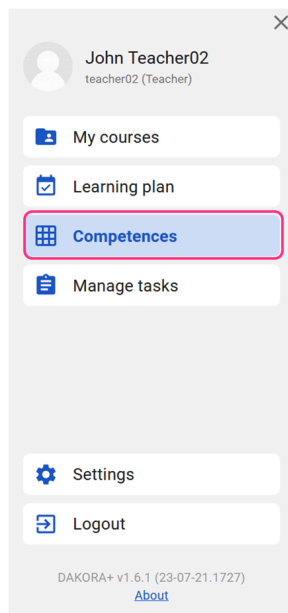 John Teacher02
teacher02 (Teacher)
My courses
Learning plan
Competences
Manage tasks
Settings
Logout
DAKORA+ v1.6.1 (23-07-21.1727)
About